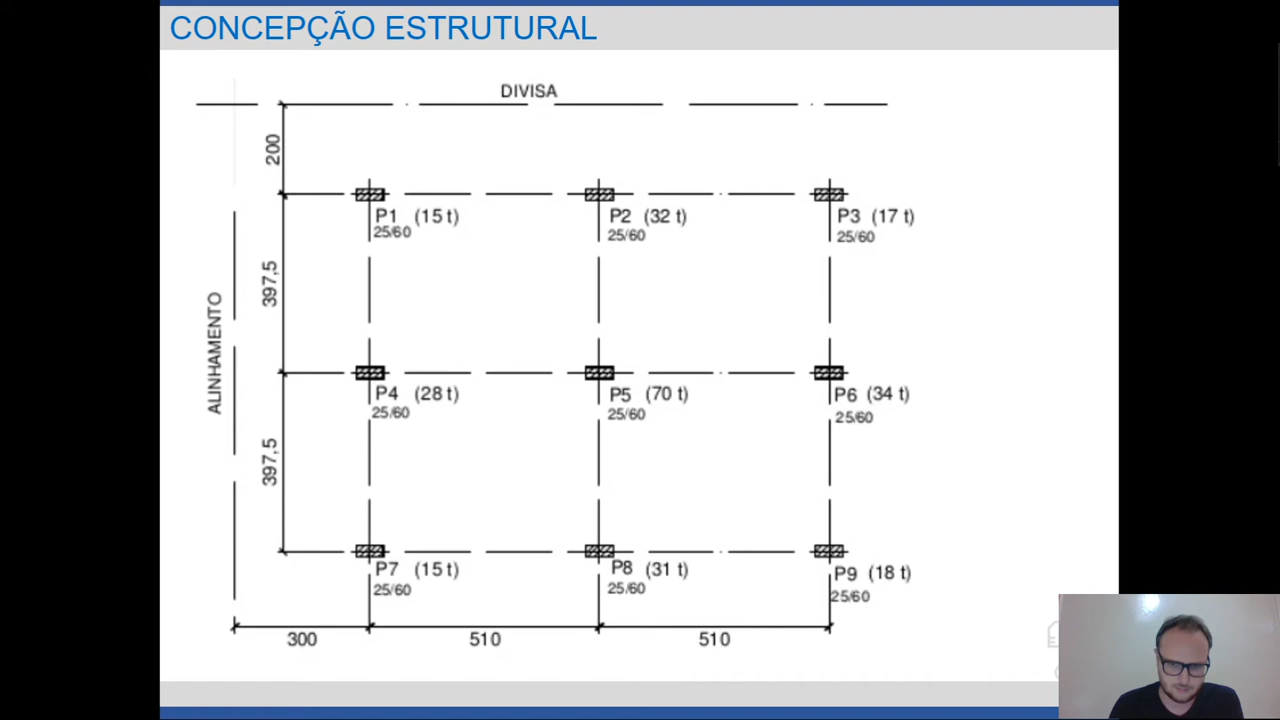 CONCEPÇÃO ESTRUTURAL
DIVISA
200
P1 (15 t)
25/60
P2 (32 t)
25/60
P3 (17 t)
25/60
397,5
ALINHAMENTO
P4 (28 t)
25/60
P5 (70 t)
25/60
P6 (34 t)
25/60
397,5
P7 (15 t)
25/60
P8 (31 t)
25/60
P9 (18 t)
25/60
300
510
510